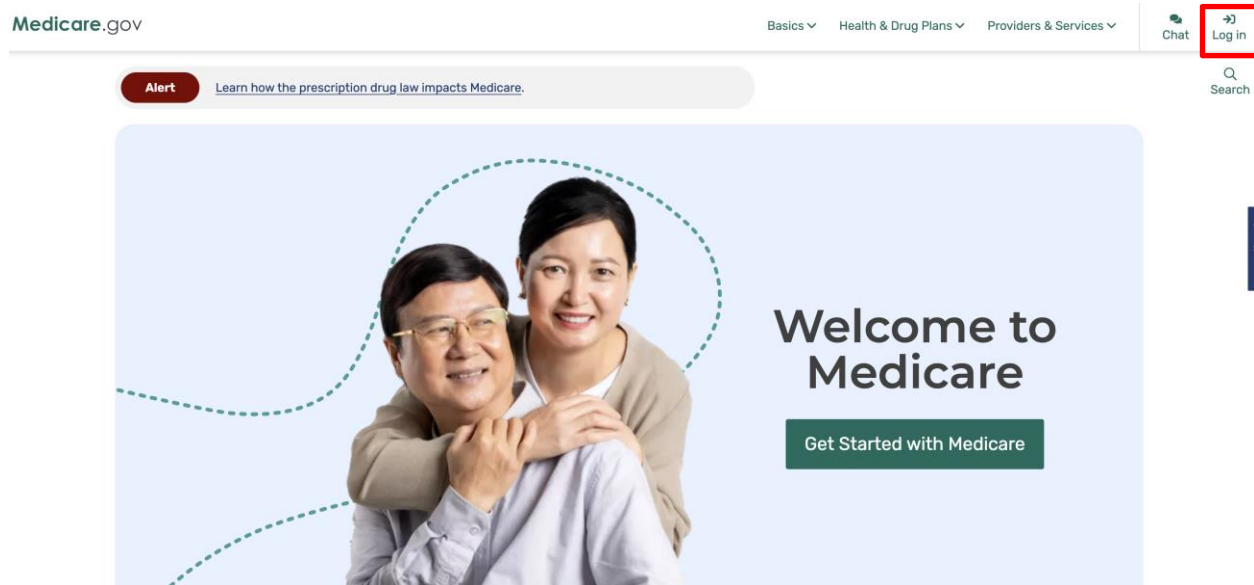 Medicare.gov
Basics
Health & Drug Plans
Providers & Services
Chat
Log in
Search
Alert
Learn how the prescription drug law impacts Medicare.
Welcome to
Medicare
Get Started with Medicare